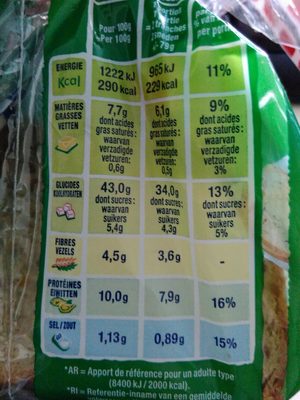 Pour 100g
Per 100g
79g
ENERGIE
Kcal
1222 kJ
290 kcal
965 kJ
229 kcal
11%
MATIÈRES
GRASSES
VETTEN
7,7g
dont acides
gras saturés :
waarvan
verzadigde
vetzuren:
0,6g
6,1g
dont acides
gras saturés :
waarvan
verzadigde
vetzuren:
0,5g
9%
dont acides
gras saturés :
waarvan
verzadigde
vetzuren:
3%
GLUCIDES
KOOLHYDRATEN
43,0g
dont sucres :
waarvan
suikers
5,4g
34,0g
dont sucres :
waarvan
suikers
4,3g
13%
dont sucres :
waarvan
suikers
5%
FIBRES
VEZELS
4,5g
3,6g
-
PROTÉINES
EIWITTEN
10,0g
7,9g
16%
SEL / ZOUT
1,13g
0,89g
15%
*AR = Apport de référence pour un adulte type
(8400 kJ / 2000 kcal).
*RI = Referentie-inname van een gemiddelde